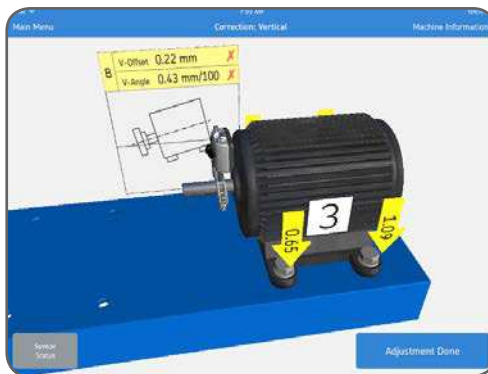 Main Menu Correction: Vertical Machine Information
B
V-Offset 0.22 mm ✗
V-Angle 0.43 mm/100 ✗
3
0.65
1.09
Sensor
Status
Adjustment Done